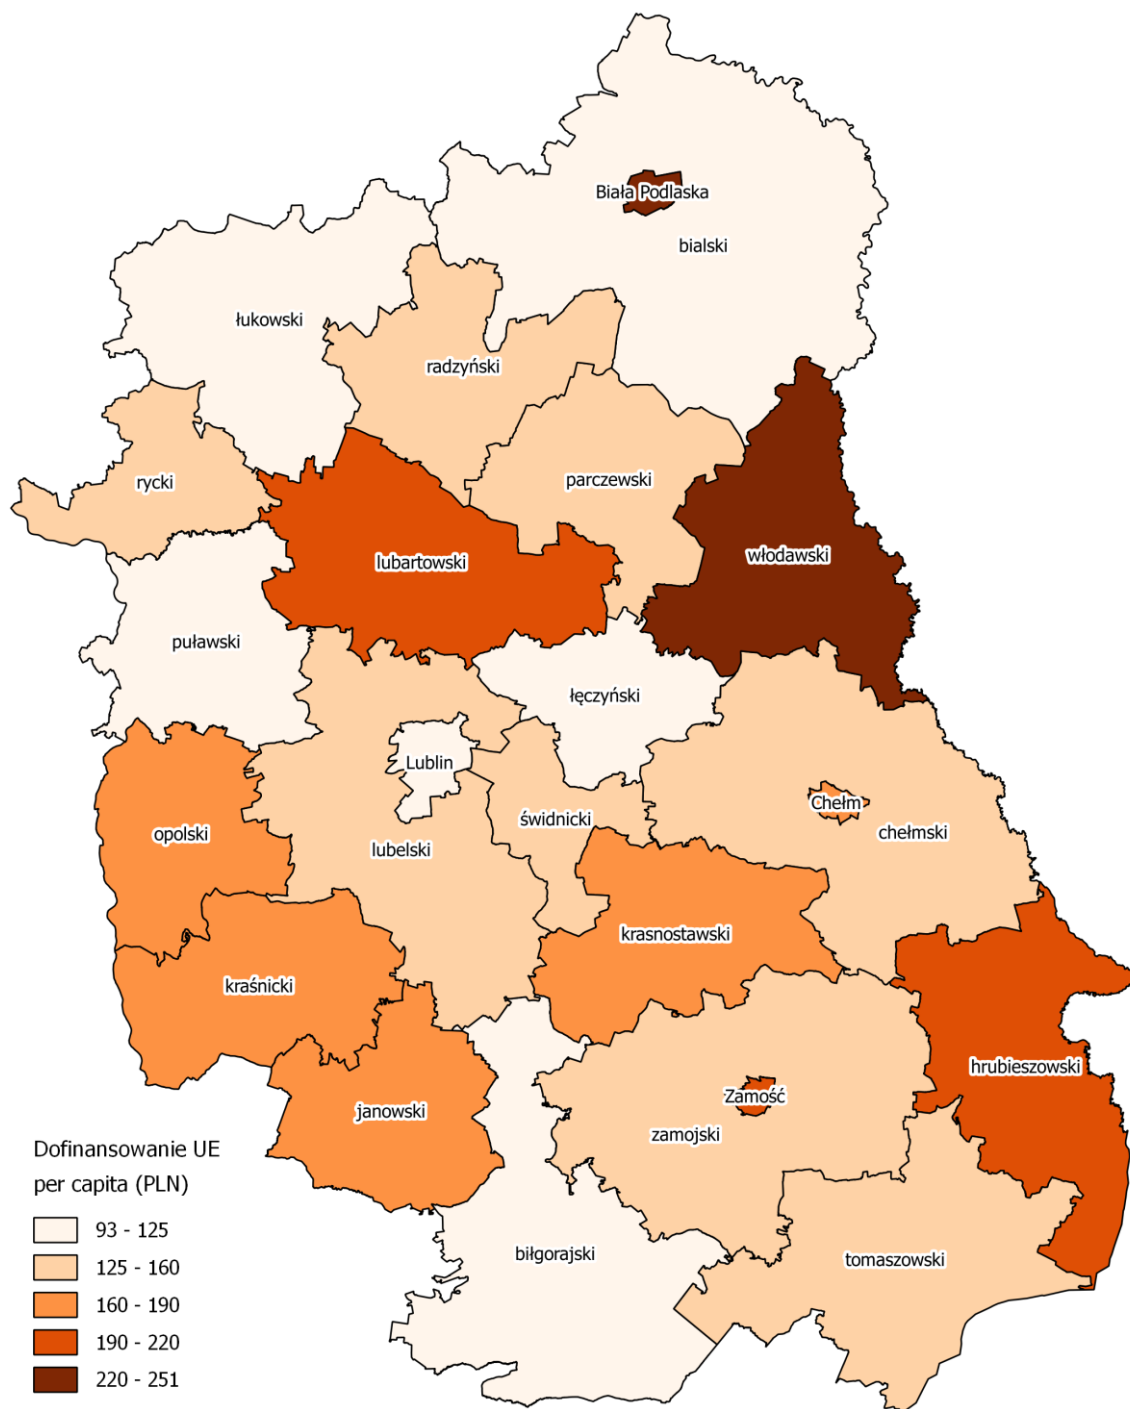 Biała Podlaska
bialski
łukowski
radzyński
rycki
parczewski
włodawski
lubartowski
puławski
łęczyński
Lublin
Chełm
opolski
świdnicki
chełmski
lubelski
krasnostawski
kraśnicki
hrubieszowski
Zamość
janowski
zamojski
Dofinansowanie UE
per capita (PLN)
93 - 125
125 - 160
160 - 190
190 - 220
220 - 251
biłgorajski
tomaszowski